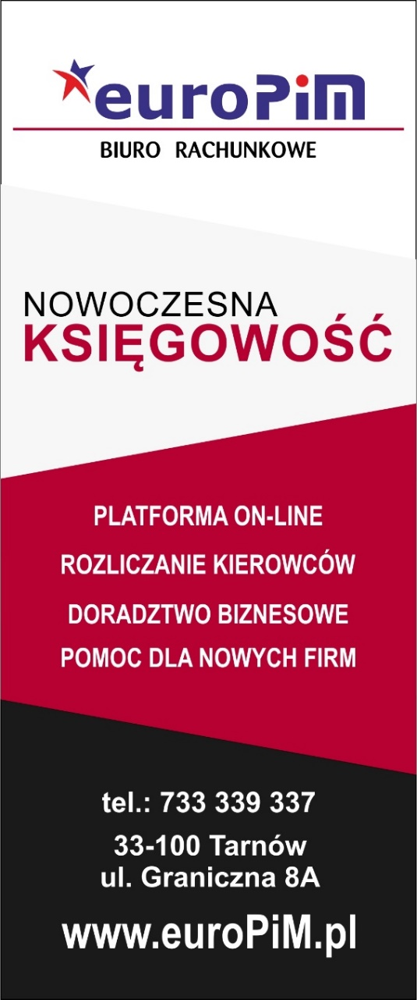 euroPiM
BIURO RACHUNKOWE
NOWOCZESNA
KSIĘGOWOŚĆ
PLATFORMA ON-LINE
ROZLICZANIE KIEROWCÓW
DORADZTWO BIZNESOWE
POMOC DLA NOWYCH FIRM
tel.: 733 339 337
33-100 Tarnów
ul. Graniczna 8A
www.euroPiM.pl